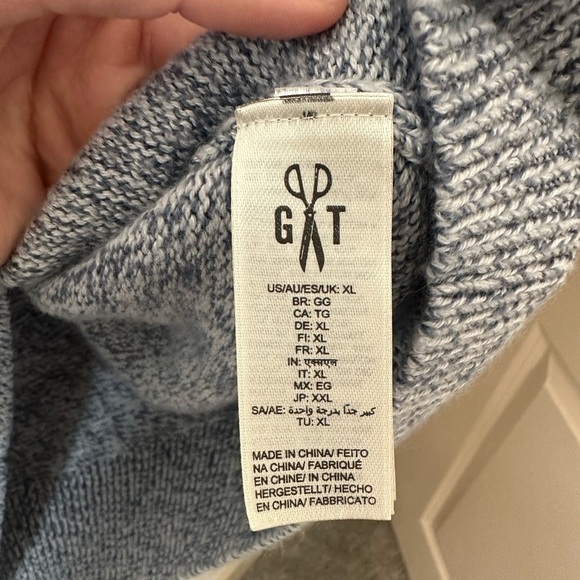 G T
US/AU/ES/UK: XL
BR: GG
CA: TG
DE: XL
FI: XL
FR: XL
IN: एक्सएल
IT: XL
MX: EG
JP: XXL
SA/AE: كبير جدًا بدرجة واحدة
TU: XL
MADE IN CHINA/ FEITO
NA CHINA/ FABRIQUÉ
EN CHINE/ IN CHINA
HERGESTELLT/ HECHO
EN CHINA/ FABBRICATO